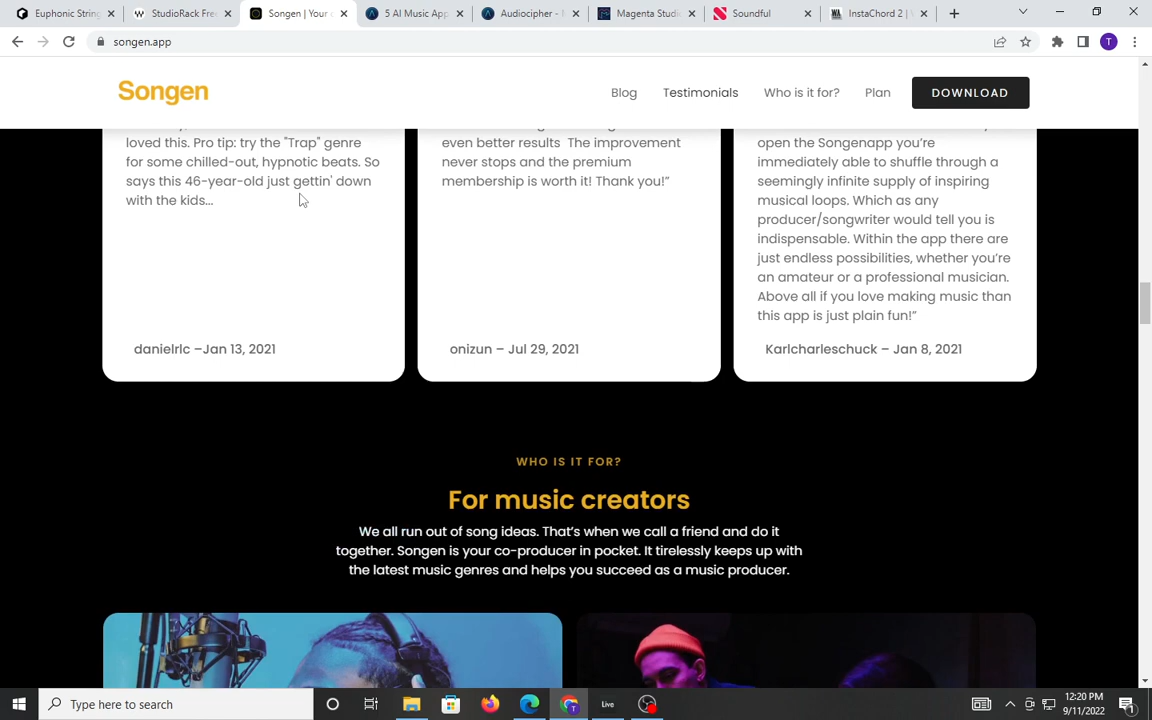 Euphonic String
StudioRack Free
Songen | Your
5 AI Music App
Audiocipher -
Magenta Studi
Soundful
InstaChord 2 |
songen.app
T
Songen
Blog
Testimonials
Who is it for?
Plan
DOWNLOAD
loved this. Pro tip: try the "Trap" genre
for some chilled-out, hypnotic beats. So
says this 46-year-old just gettin' down
with the kids...
danielrlc –Jan 13, 2021
even better results  The improvement
never stops and the premium
membership is worth it! Thank you!”
onizun – Jul 29, 2021
open the Songenapp you’re
immediately able to shuffle through a
seemingly infinite supply of inspiring
musical loops. Which as any
producer/songwriter would tell you is
indispensable. Within the app there are
just endless possibilities, whether you’re
an amateur or a professional musician.
Above all if you love making music than
this app is just plain fun!”
Karlcharleschuck – Jan 8, 2021
WHO IS IT FOR?
For music creators
We all run out of song ideas. That’s when we call a friend and do it
together. Songen is your co-producer in pocket. It tirelessly keeps up with
the latest music genres and helps you succeed as a music producer.
Type here to search
Live
12:20 PM
9/11/2022
1